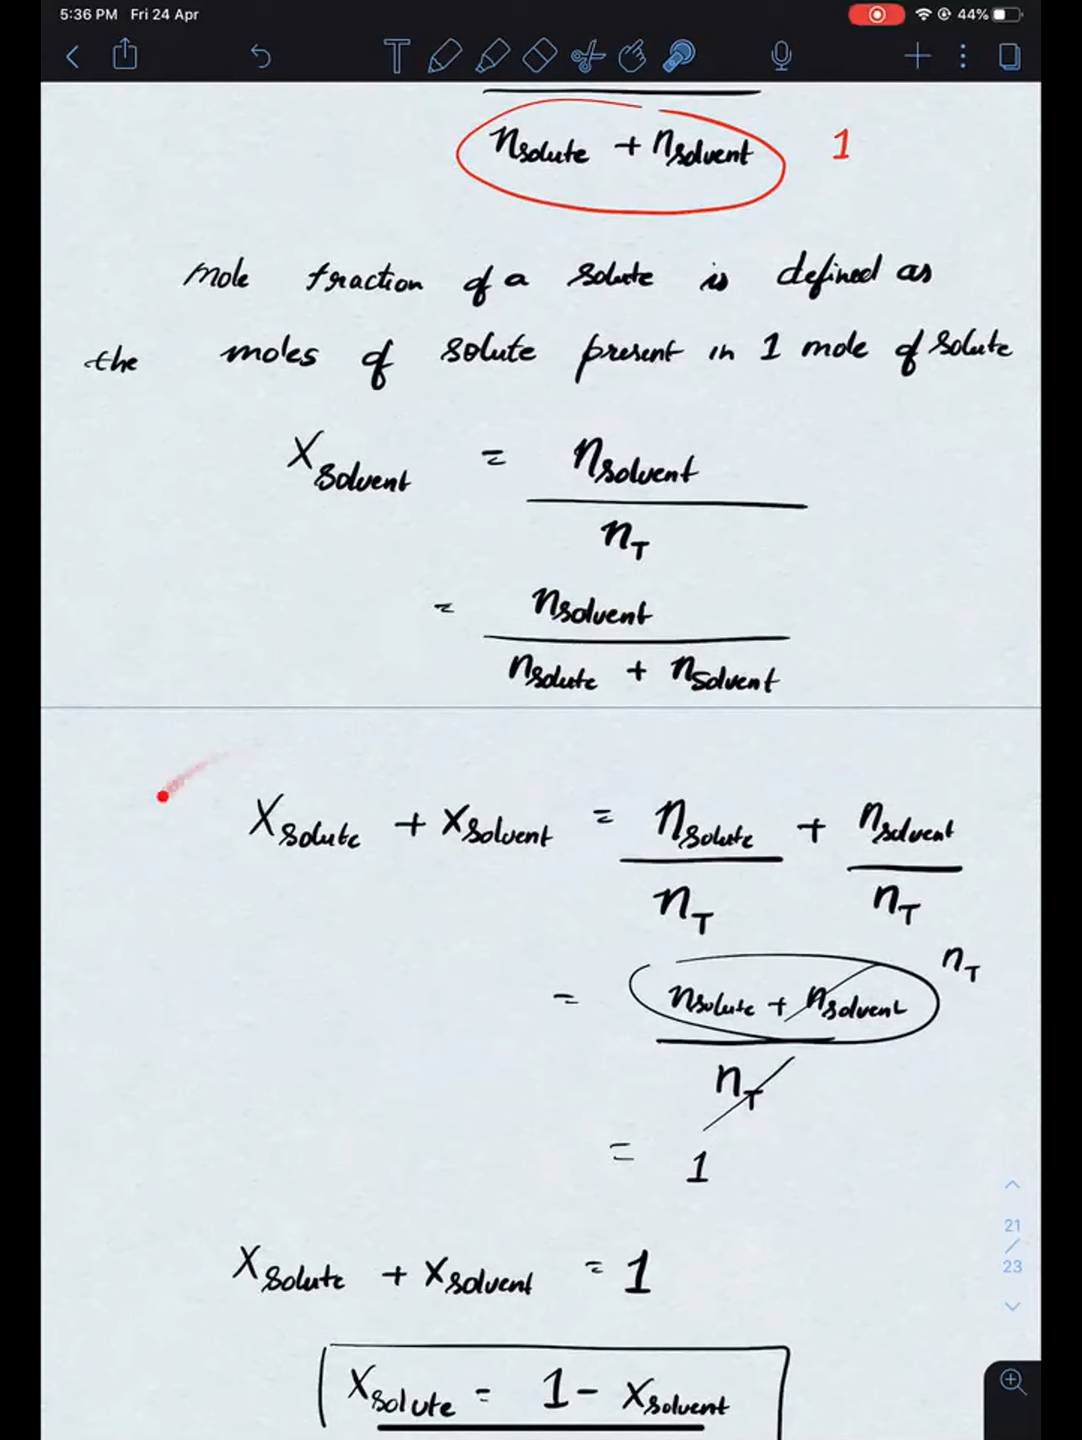 5:36 PM Fri 24 Apr 44%
T
nsolute + nsolvent 1
mole fraction of a solute is defined as
the moles of solute present in 1 mole of solute
Xsolvent = nsolvent
nT
= nsolvent
nsolute + nsolvent
Xsolute + Xsolvent = nsolute + nsolvent
nT nT
= nsolute + nsolvent nT
nT
= 1
21
/
23
Xsolute + Xsolvent = 1
Xsolute = 1 - Xsolvent